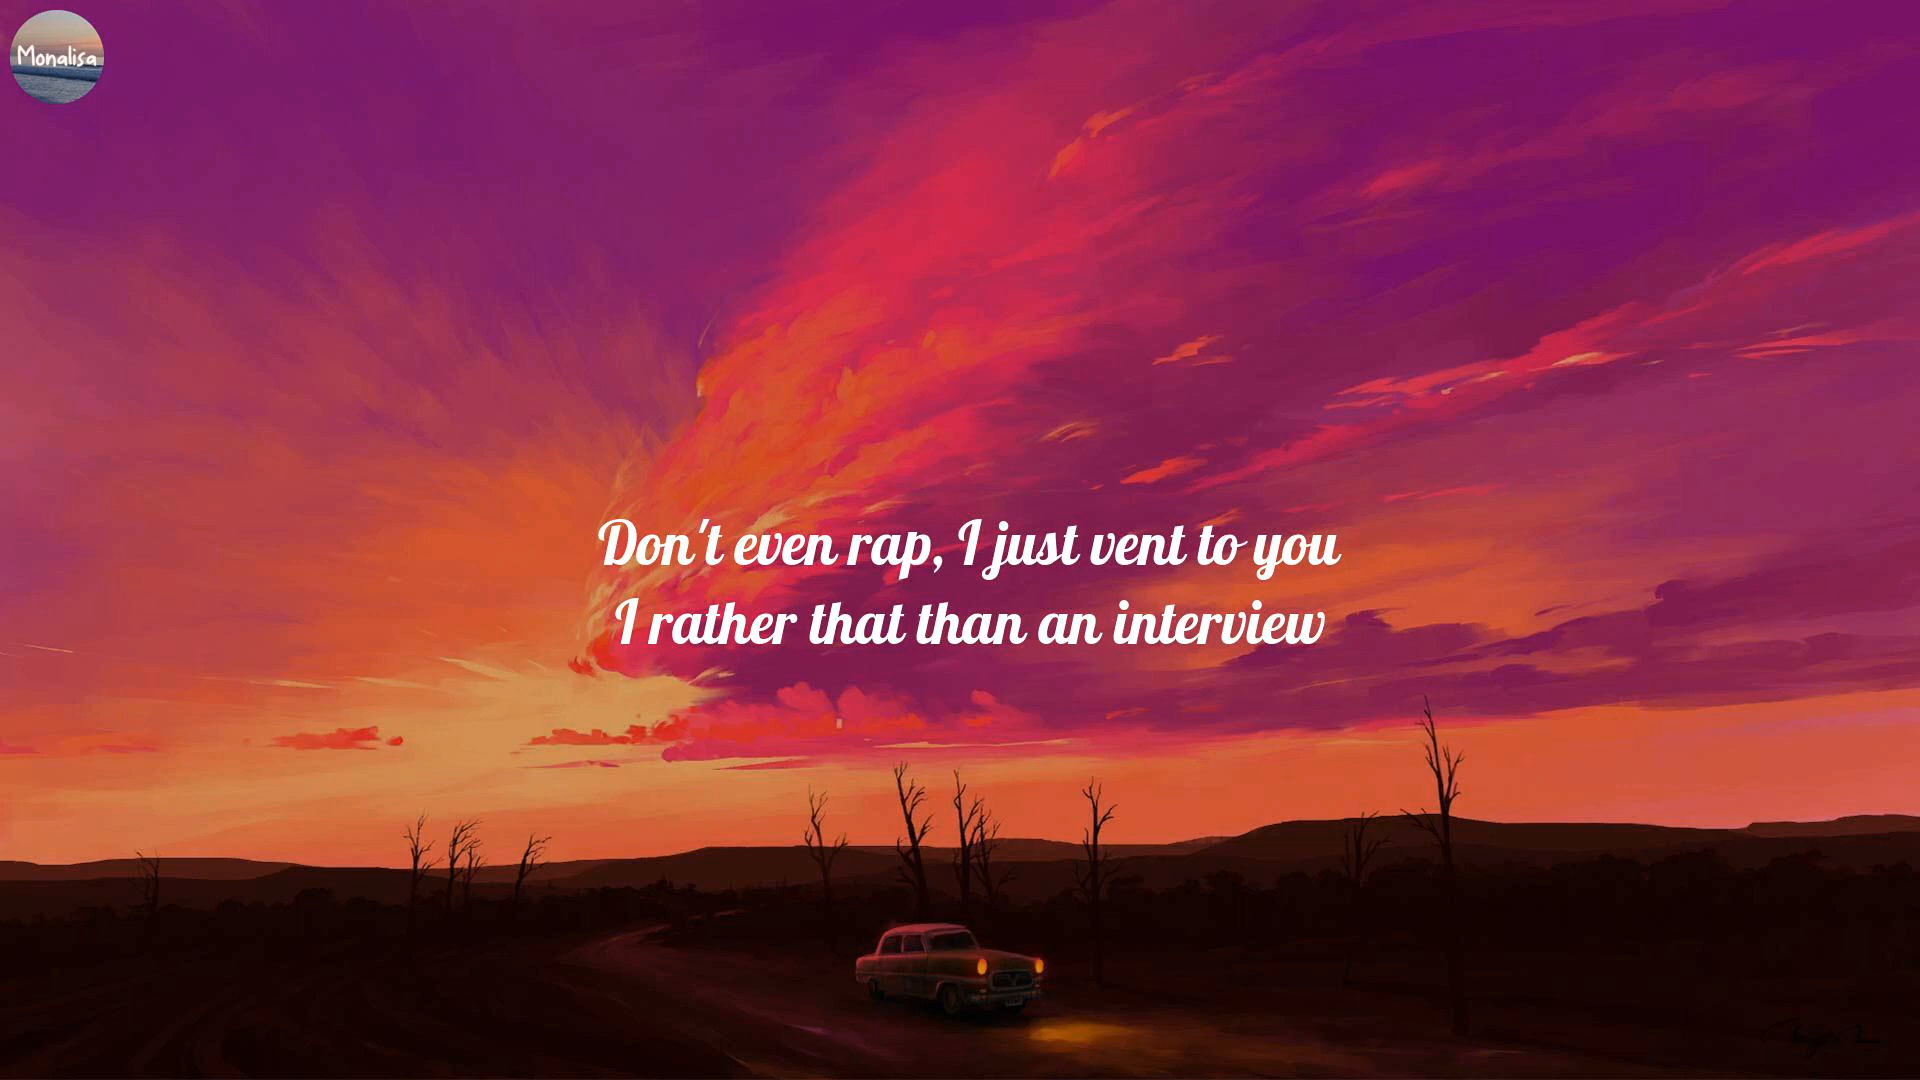 Monalisa
Don't even rap, I just vent to you
I rather that than an interview